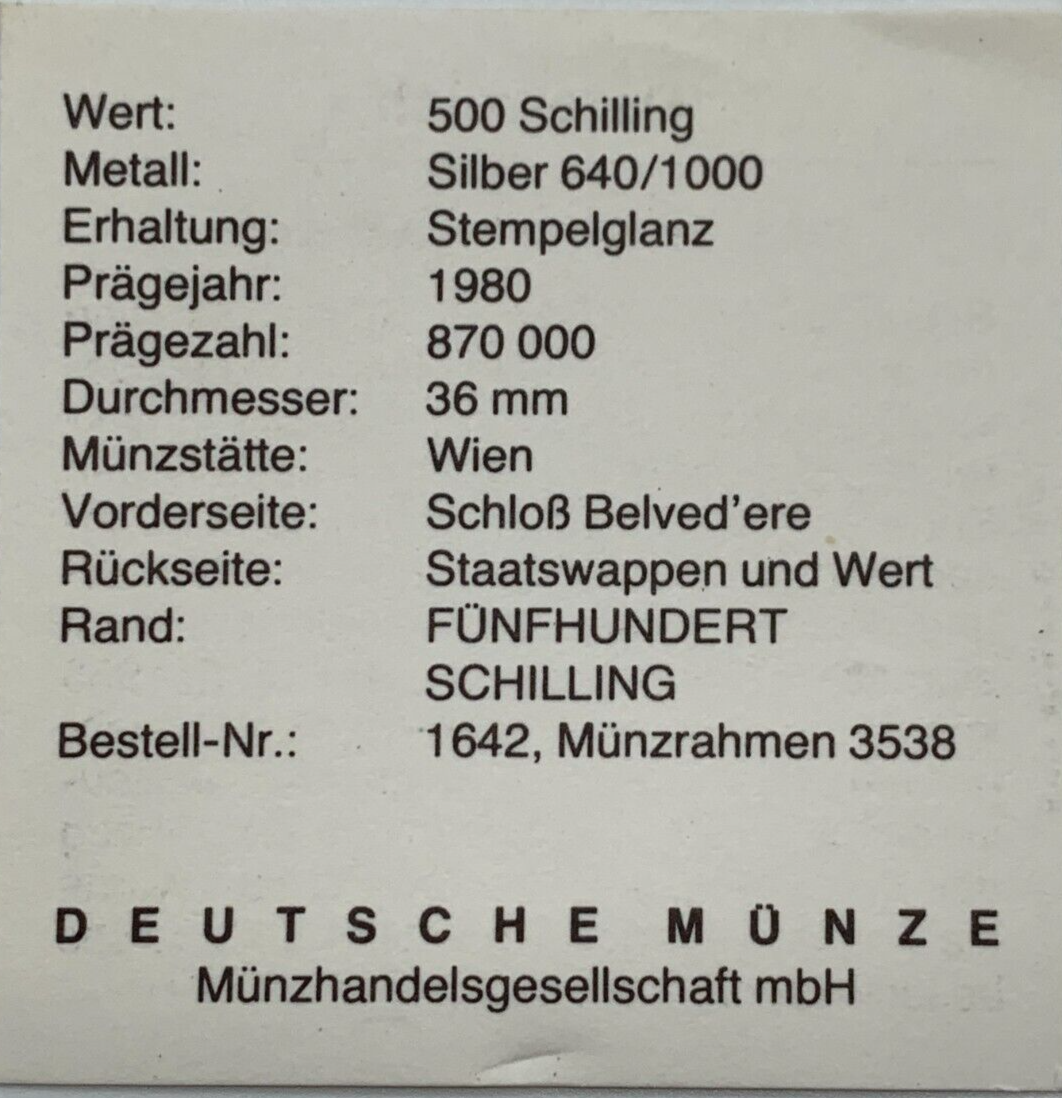 Wert: 500 Schilling
Metall: Silber 640/1000
Erhaltung: Stempelglanz
Prägejahr: 1980
Prägezahl: 870 000
Durchmesser: 36 mm
Münzstätte: Wien
Vorderseite: Schloß Belved'ere
Rückseite: Staatswappen und Wert
Rand: FÜNFHUNDERT
SCHILLING
Bestell-Nr.: 1642, Münzrahmen 3538
DEUTSCHE MÜNZE
Münzhandelsgesellschaft mbH